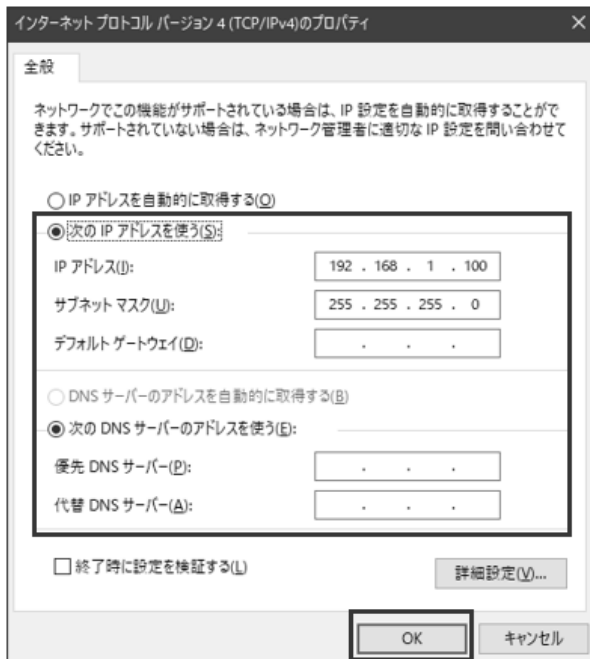 インターネット プロトコル バージョン 4 (TCP/IPv4)のプロパティ
全般
ネットワークでこの機能がサポートされている場合は、IP 設定を自動的に取得することがで
きます。サポートされていない場合は、ネットワーク管理者に適切な IP 設定を問い合わせて
ください。
IP アドレスを自動的に取得する(O)
次の IP アドレスを使う(S):
IP アドレス(I): 192 . 168 . 1 . 100
サブネット マスク(U): 255 . 255 . 255 . 0
デフォルト ゲートウェイ(D): . . .
DNS サーバーのアドレスを自動的に取得する(B)
次の DNS サーバーのアドレスを使う(E):
優先 DNS サーバー(P): . . .
代替 DNS サーバー(A): . . .
終了時に設定を検証する(L)
詳細設定(V)...
OK キャンセル